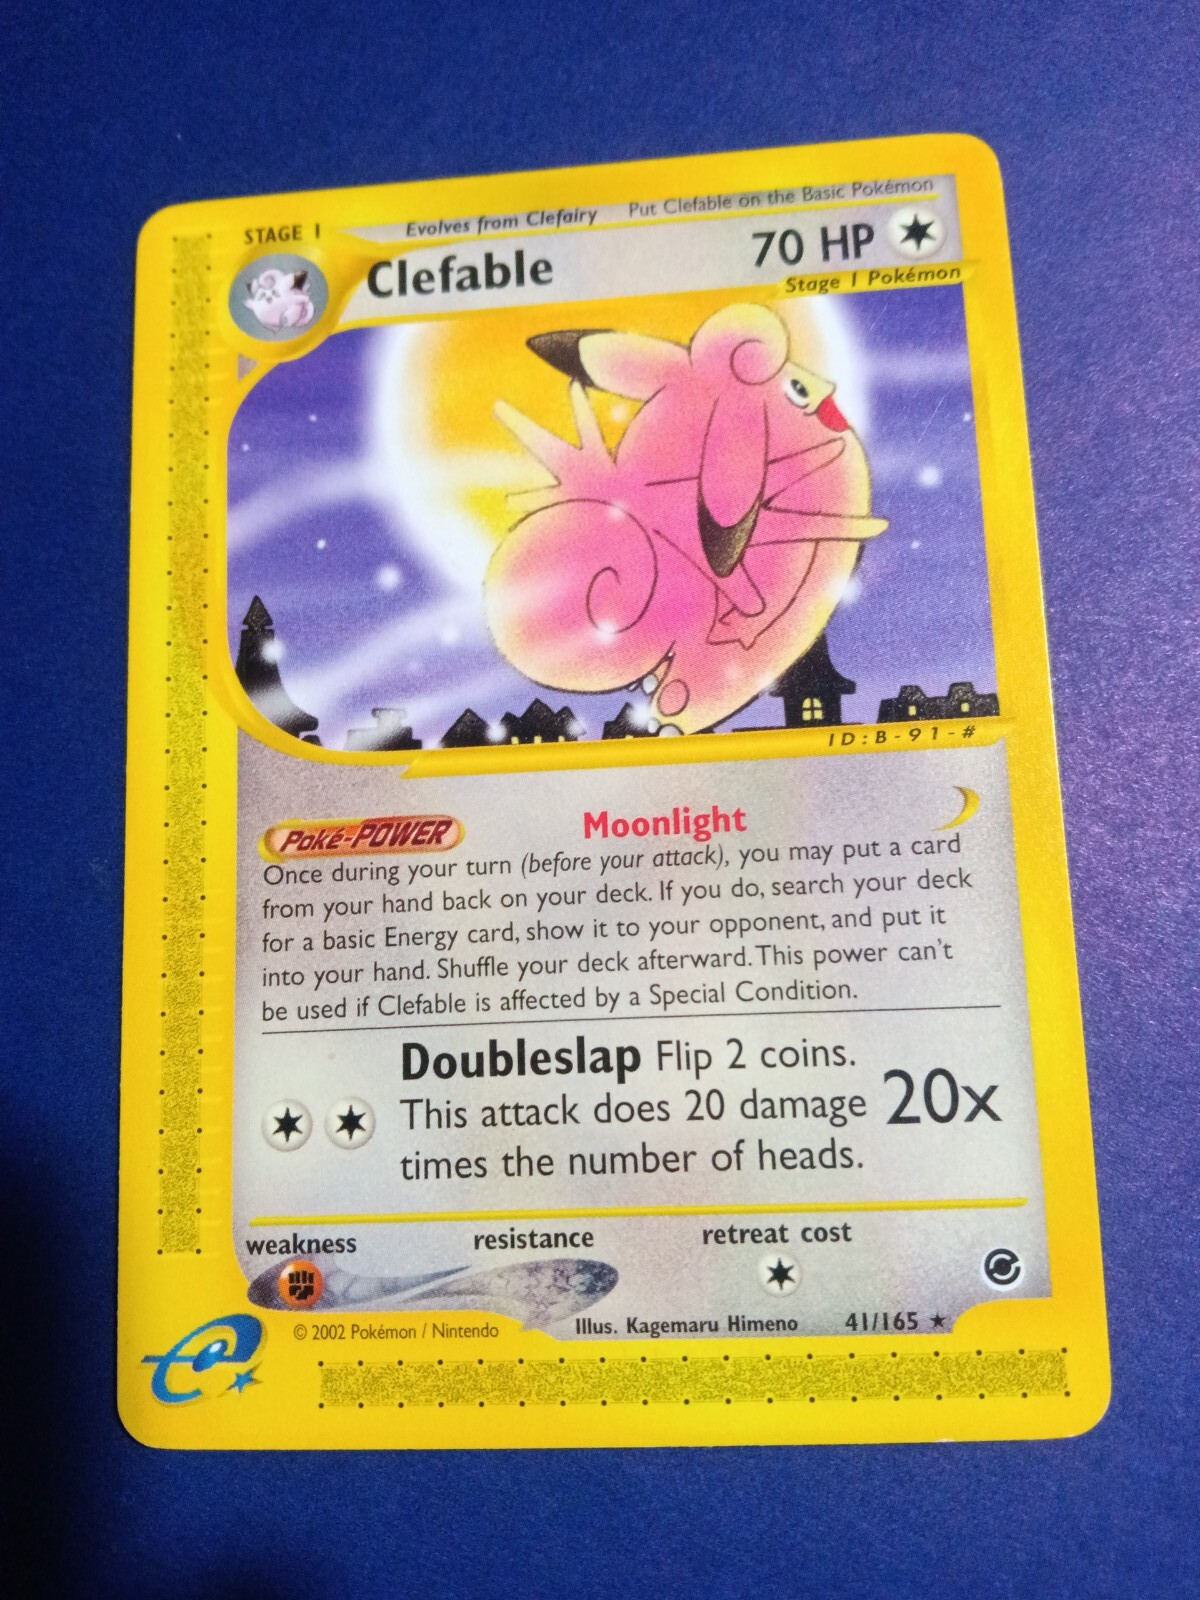 STAGE 1
Evolves from Clefairy Put Clefable on the Basic Pokémon
Clefable 70 HP
Stage 1 Pokémon
ID:B-91-#
Poké-POWER Moonlight
Once during your turn (before your attack), you may put a card
from your hand back on your deck. If you do, search your deck
for a basic Energy card, show it to your opponent, and put it
into your hand. Shuffle your deck afterward. This power can't
be used if Clefable is affected by a Special Condition.
Doubleslap Flip 2 coins.
This attack does 20 damage 20x
times the number of heads.
weakness resistance retreat cost
© 2002 Pokémon / Nintendo Illus. Kagemaru Himeno 41/165 ★
e